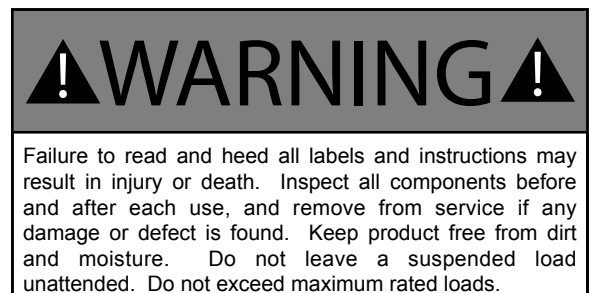 WARNING
Failure to read and heed all labels and instructions may
result in injury or death.  Inspect all components before
and after each use, and remove from service if any
damage or defect is found.  Keep product free from dirt
and moisture.  Do not leave a suspended load
unattended.  Do not exceed maximum rated loads.